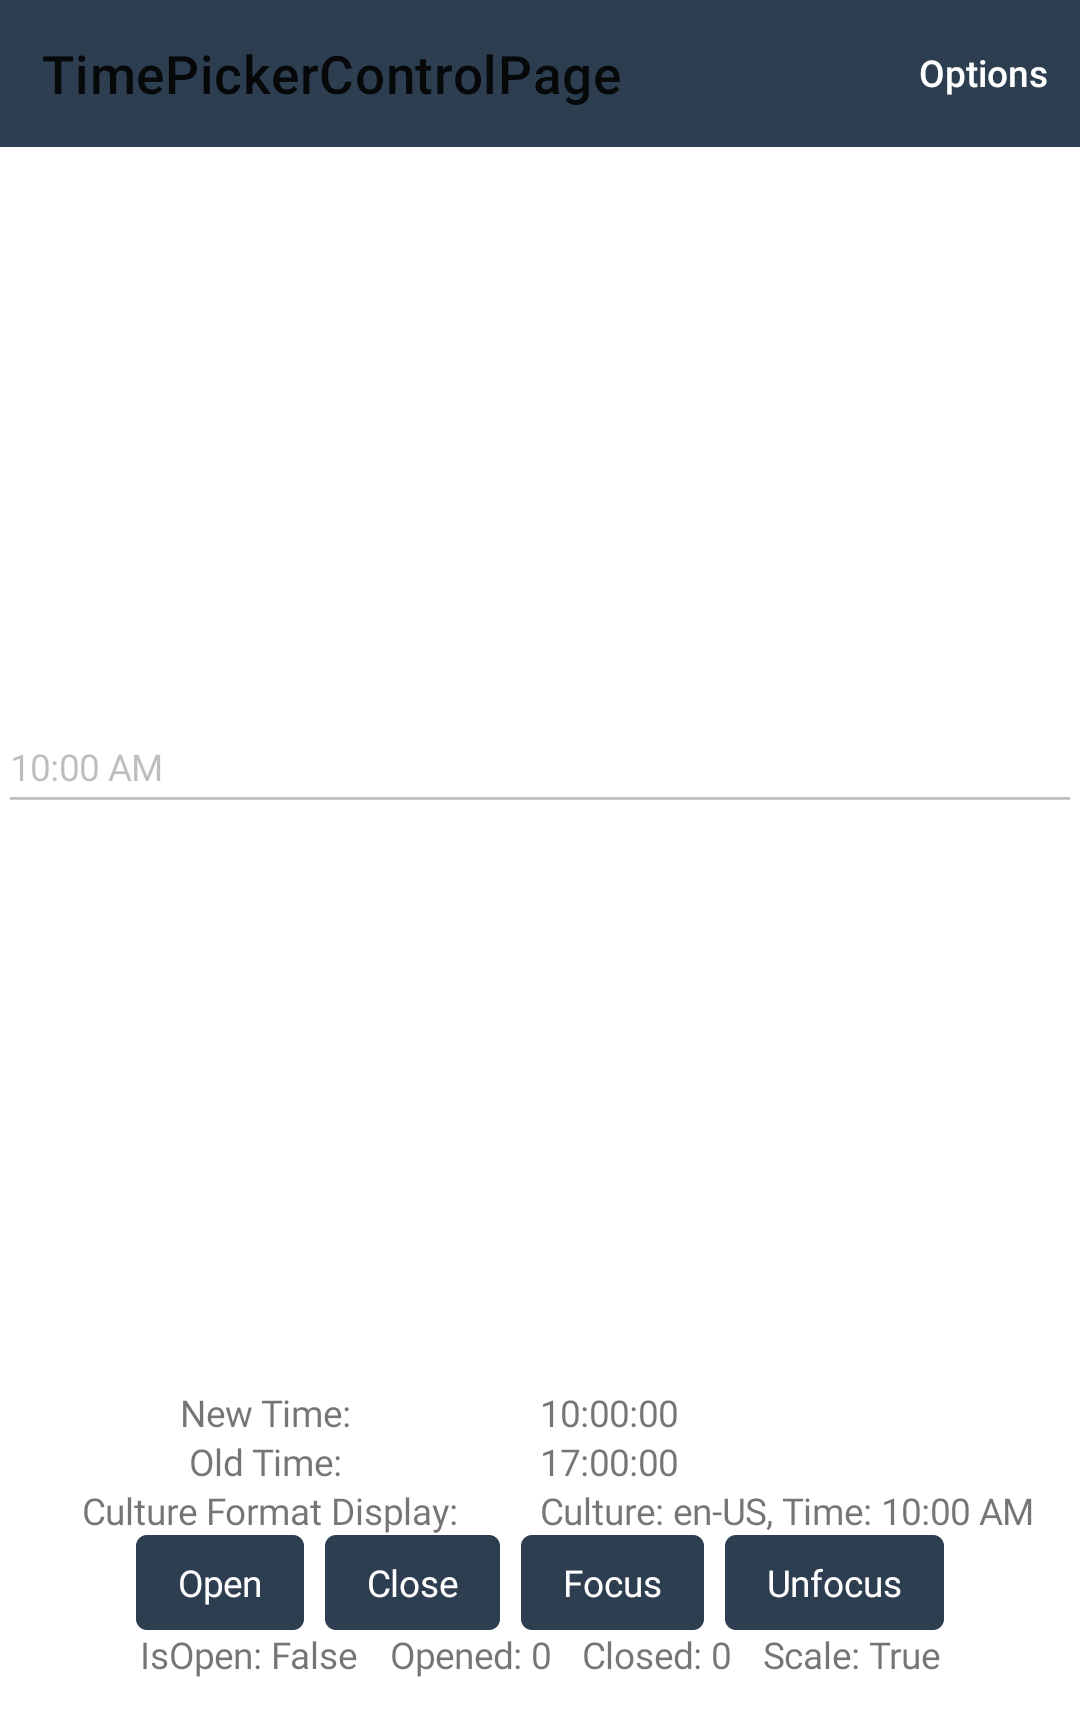 TimePickerControlPage Options
10:00 AM
New Time: 10:00:00
Old Time: 17:00:00
Culture Format Display: Culture: en-US, Time: 10:00 AM
Open Close Focus Unfocus
IsOpen: False Opened: 0 Closed: 0 Scale: True